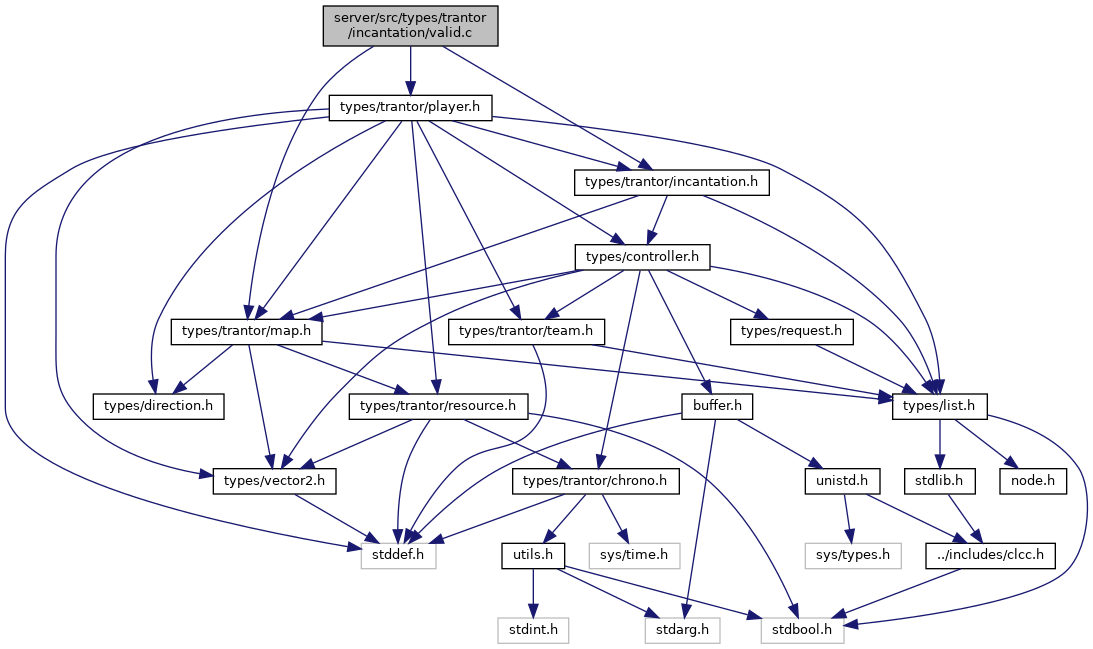 server/src/types/trantor
/incantation/valid.c
types/trantor/player.h
types/trantor/incantation.h
types/controller.h
types/trantor/map.h
types/trantor/team.h
types/request.h
types/direction.h
types/trantor/resource.h
buffer.h
types/list.h
types/vector2.h
types/trantor/chrono.h
unistd.h
stdlib.h
node.h
stddef.h
utils.h
sys/time.h
sys/types.h
../includes/clcc.h
stdint.h
stdarg.h
stdbool.h